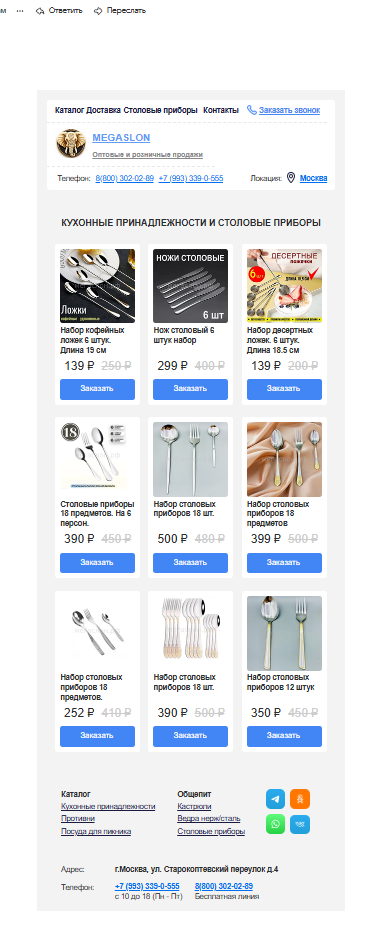 ам ··· Ответить Переслать
Каталог Доставка Столовые приборы Контакты Заказать звонок
MEGASLON
Оптовые и розничные продажи
Телефон: 8(800) 302-02-89 +7 (993) 339-0-555 Локация: Москва
КУХОННЫЕ ПРИНАДЛЕЖНОСТИ И СТОЛОВЫЕ ПРИБОРЫ
Ложки
кофейные удлиненные
НОЖИ СТОЛОВЫЕ
6 шт
ДЕСЕРТНЫЕ
ложечки
6 шт
ДЛИНА 18,5 СМ
Набор кофейных
ложек 6 штук.
Длина 19 см
139 ₽ 250 ₽
Заказать
Нож столовый 6
штук набор
299 ₽ 400 ₽
Заказать
Набор десертных
ложек. 6 штук.
Длина 18.5 см
139 ₽ 200 ₽
Заказать
18
Столовые приборы
18 предметов. На 6
персон.
390 ₽ 450 ₽
Заказать
Набор столовых
приборов 18 шт.
500 ₽ 480 ₽
Заказать
Набор столовых
приборов 18
предметов
399 ₽ 500 ₽
Заказать
Набор столовых
приборов 18
предметов.
252 ₽ 410 ₽
Заказать
Набор столовых
приборов 18 шт.
390 ₽ 500 ₽
Заказать
Набор столовых
приборов 12 штук
350 ₽ 450 ₽
Заказать
Каталог
Кухонные принадлежности
Противни
Посуда для пикника
Общепит
Кастрюли
Ведра нерж/сталь
Столовые приборы
Адрес: г.Москва, ул. Старокоптевский переулок д.4
Телефон: +7 (993) 339-0-555 8(800) 302-02-89
с 10 до 18 (Пн - Пт) Бесплатная линия